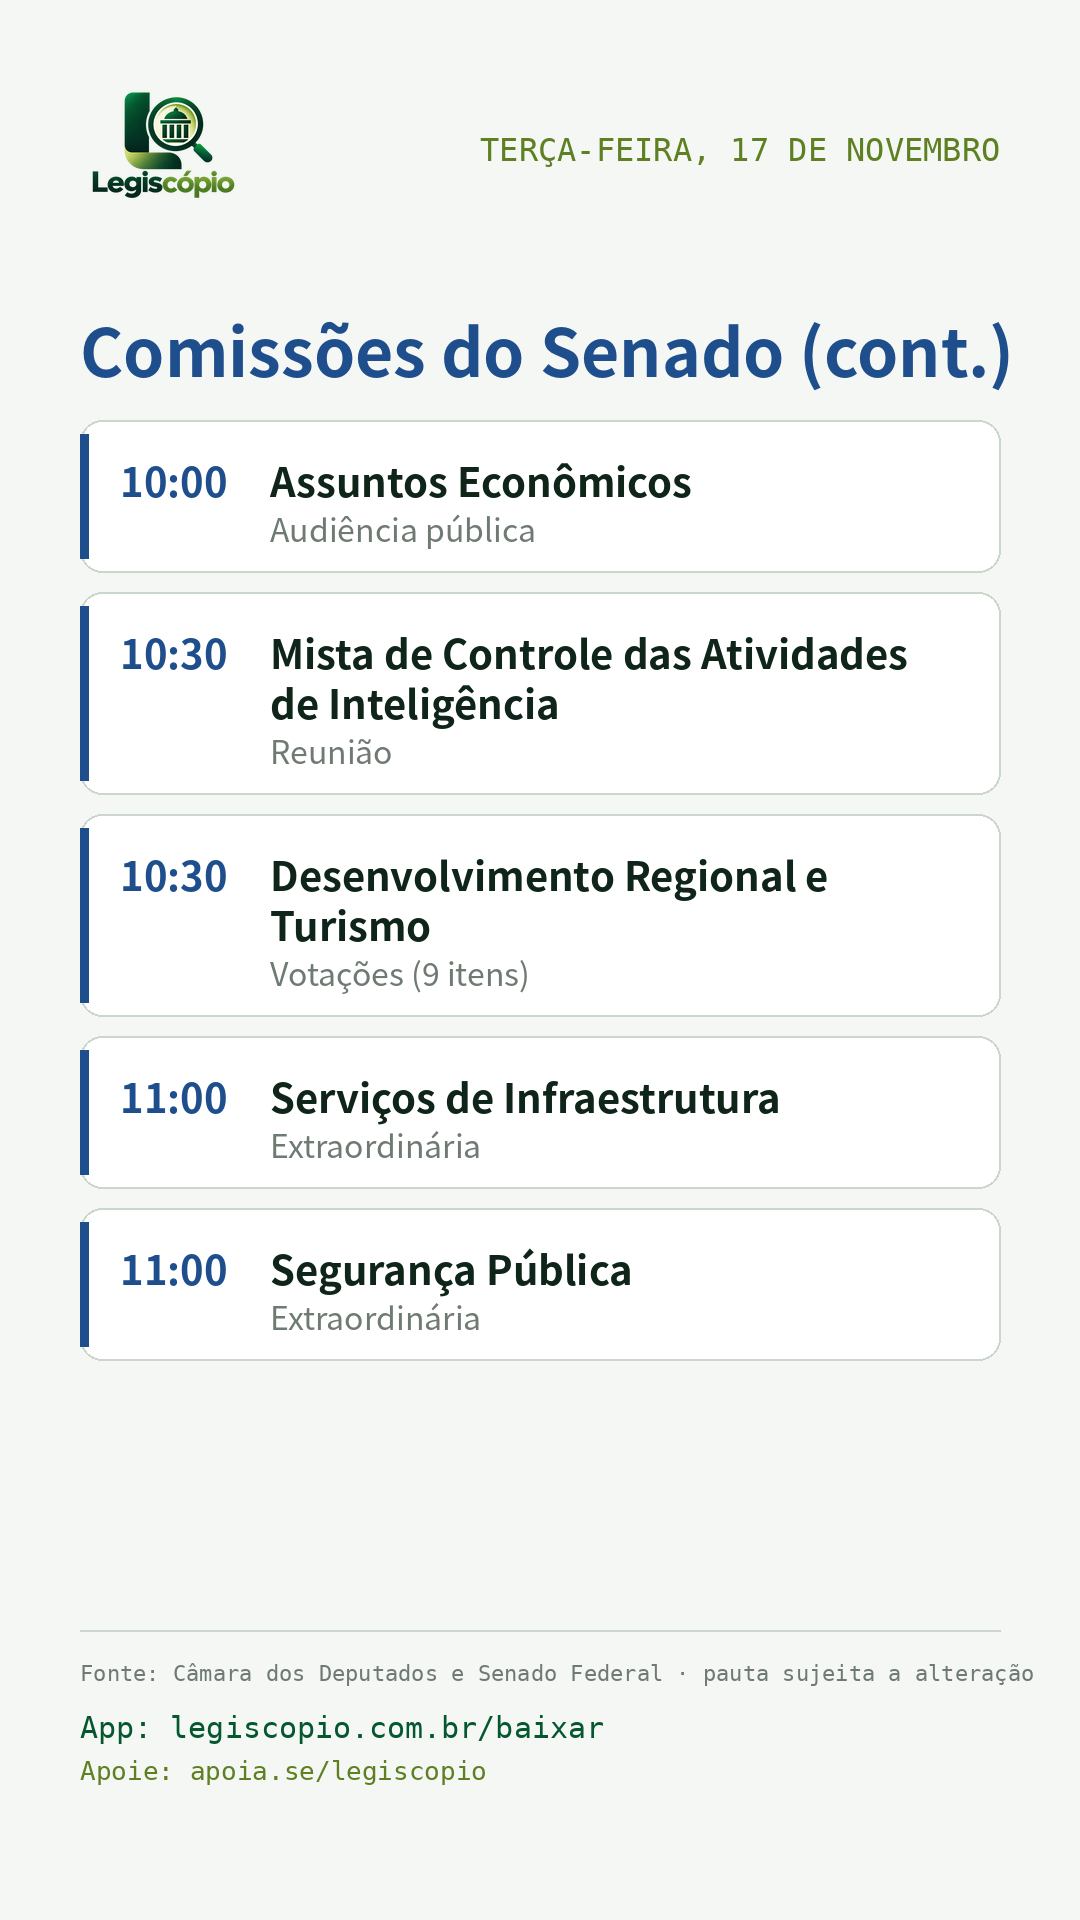 Legiscópio
TERÇA-FEIRA, 17 DE NOVEMBRO
Comissões do Senado (cont.)
10:00 Assuntos Econômicos
Audiência pública
10:30 Mista de Controle das Atividades
de Inteligência
Reunião
10:30 Desenvolvimento Regional e
Turismo
Votações (9 itens)
11:00 Serviços de Infraestrutura
Extraordinária
11:00 Segurança Pública
Extraordinária
Fonte: Câmara dos Deputados e Senado Federal · pauta sujeita a alteração
App: legiscopio.com.br/baixar
Apoie: apoia.se/legiscopio